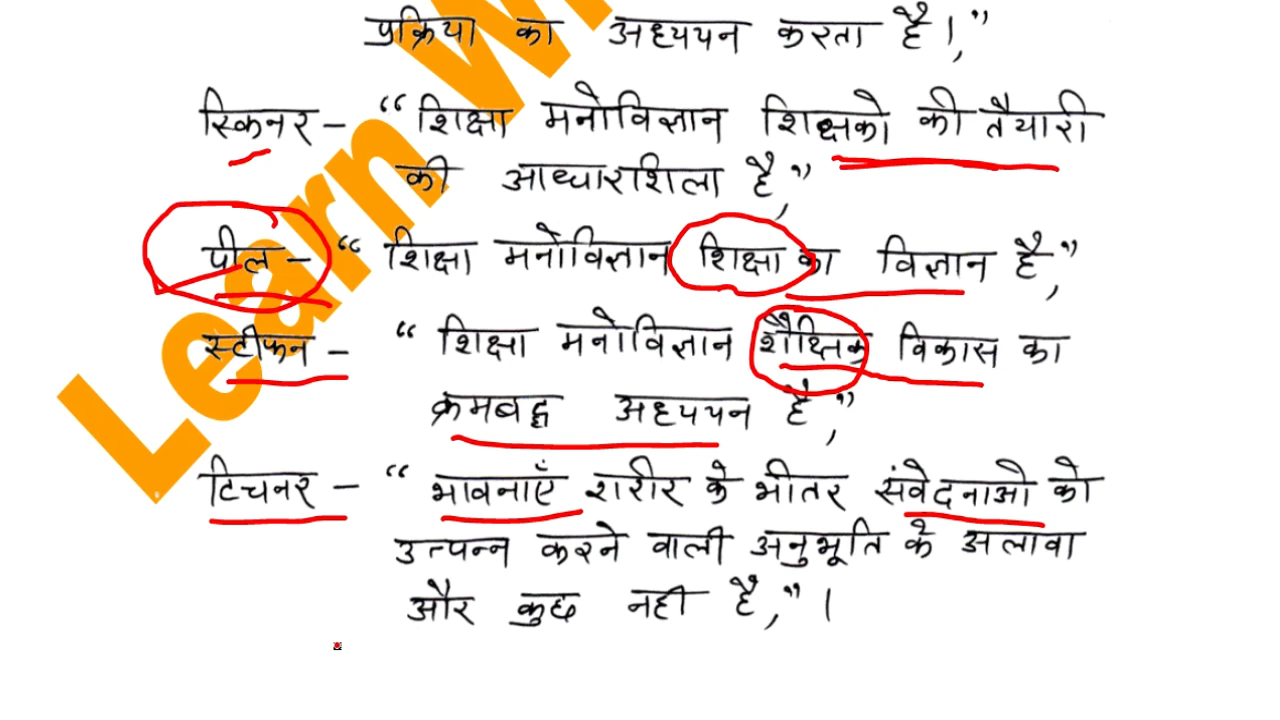 प्रक्रिया का अध्ययन करता है।,”
स्किनर – “ शिक्षा मनोविज्ञान शिक्षको की तैयारी
की आधारशिला है,”
पील – “ शिक्षा मनोविज्ञान शिक्षा का विज्ञान है,”
स्टीफन – “ शिक्षा मनोविज्ञान शैक्षिक विकास का
क्रमबद्ध अध्ययन है,”
टिचनर – “ भावनाएँ शरीर के भीतर संवेदनाओ को
उत्पन्न करने वाली अनुभूति के अलावा
और कुछ नही है,” ।
Learn W